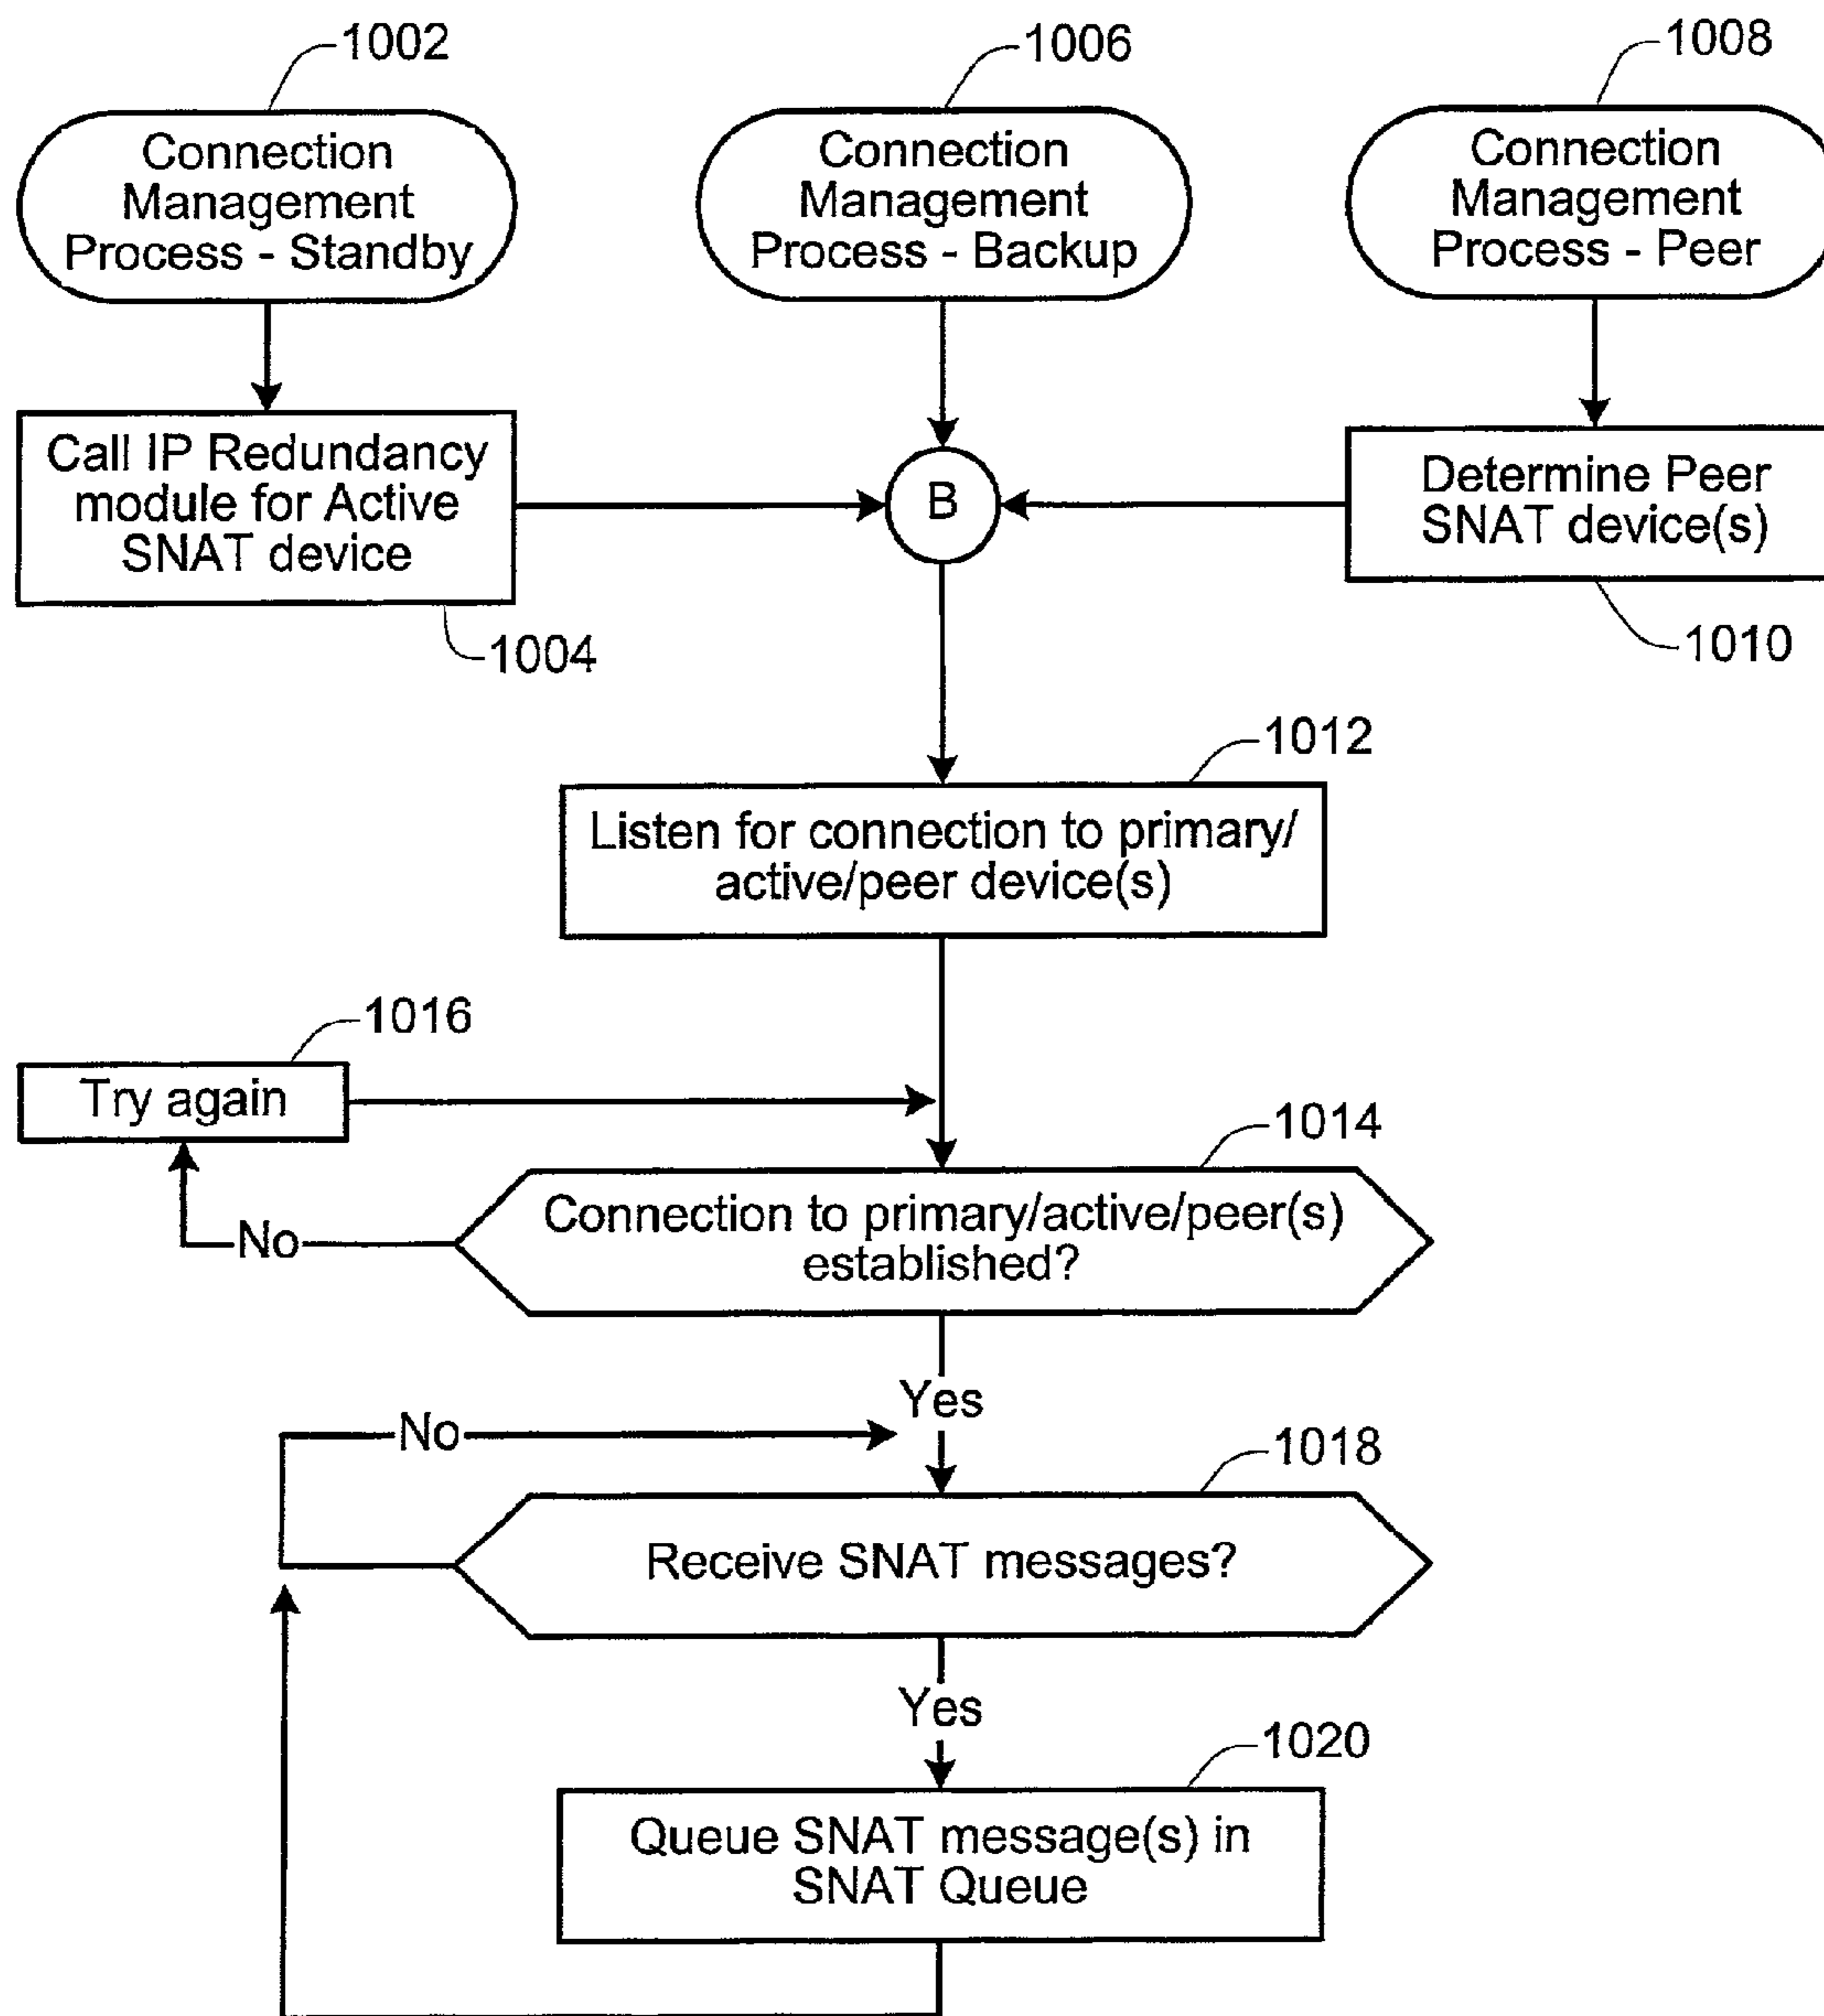 1002
1006
1008
Connection
Management
Process - Standby
Connection
Management
Process - Backup
Connection
Management
Process - Peer
Call IP Redundancy
module for Active
SNAT device
B
Determine Peer
SNAT device(s)
1004
1010
1012
Listen for connection to primary/
active/peer device(s)
1016
Try again
1014
Connection to primary/active/peer(s)
established?
No
Yes
No
1018
Receive SNAT messages?
Yes
1020
Queue SNAT message(s) in
SNAT Queue